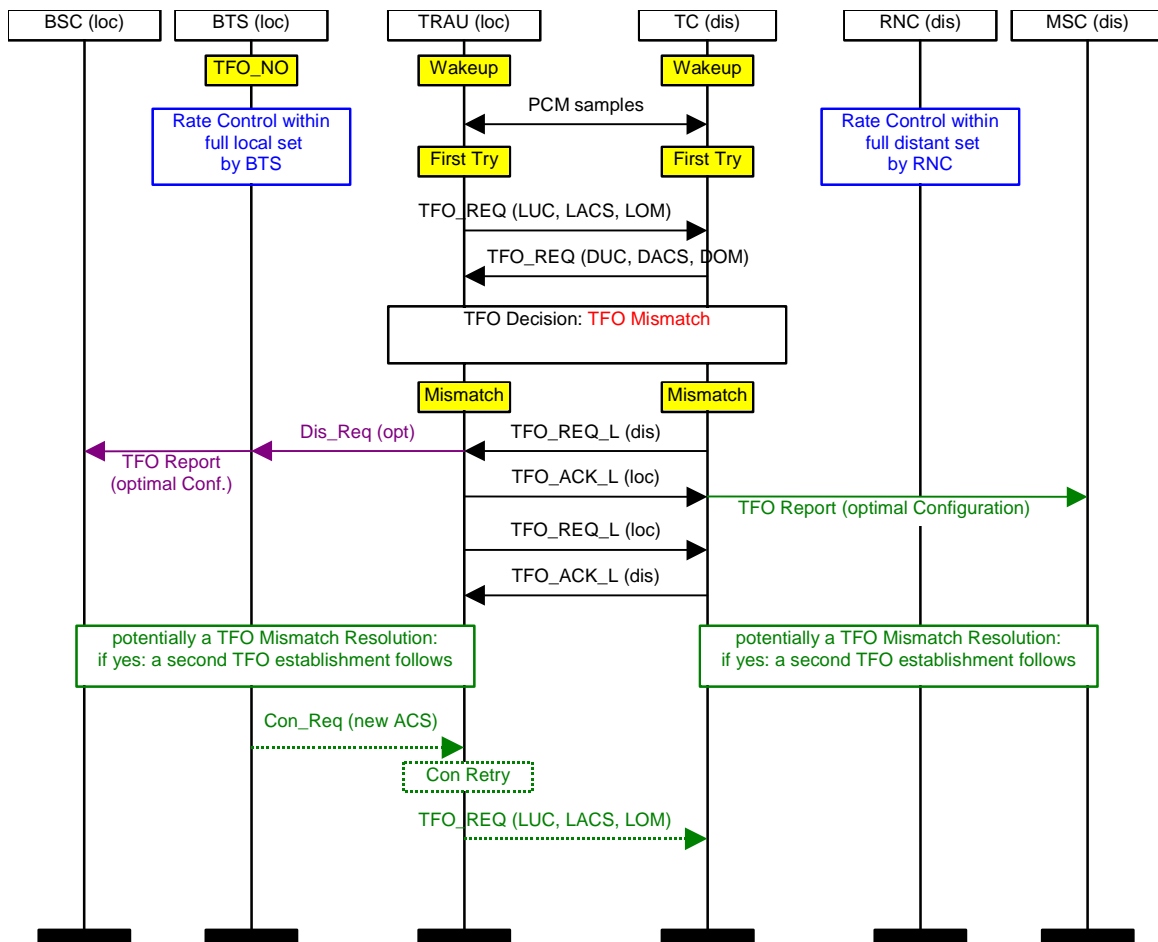 BSC (loc)
BTS (loc)
TRAU (loc)
TC (dis)
RNC (dis)
MSC (dis)
TFO_NO
Wakeup
Wakeup
PCM samples
Rate Control within
full local set
by BTS
Rate Control within
full distant set
by RNC
First Try
First Try
TFO_REQ (LUC, LACS, LOM)
TFO_REQ (DUC, DACS, DOM)
TFO Decision: TFO Mismatch
Mismatch
Mismatch
Dis_Req (opt)
TFO_REQ_L (dis)
TFO Report
(optimal Conf.)
TFO_ACK_L (loc)
TFO Report (optimal Configuration)
TFO_REQ_L (loc)
TFO_ACK_L (dis)
potentially a TFO Mismatch Resolution:
if yes: a second TFO establishment follows
potentially a TFO Mismatch Resolution:
if yes: a second TFO establishment follows
Con_Req (new ACS)
Con Retry
TFO_REQ (LUC, LACS, LOM)